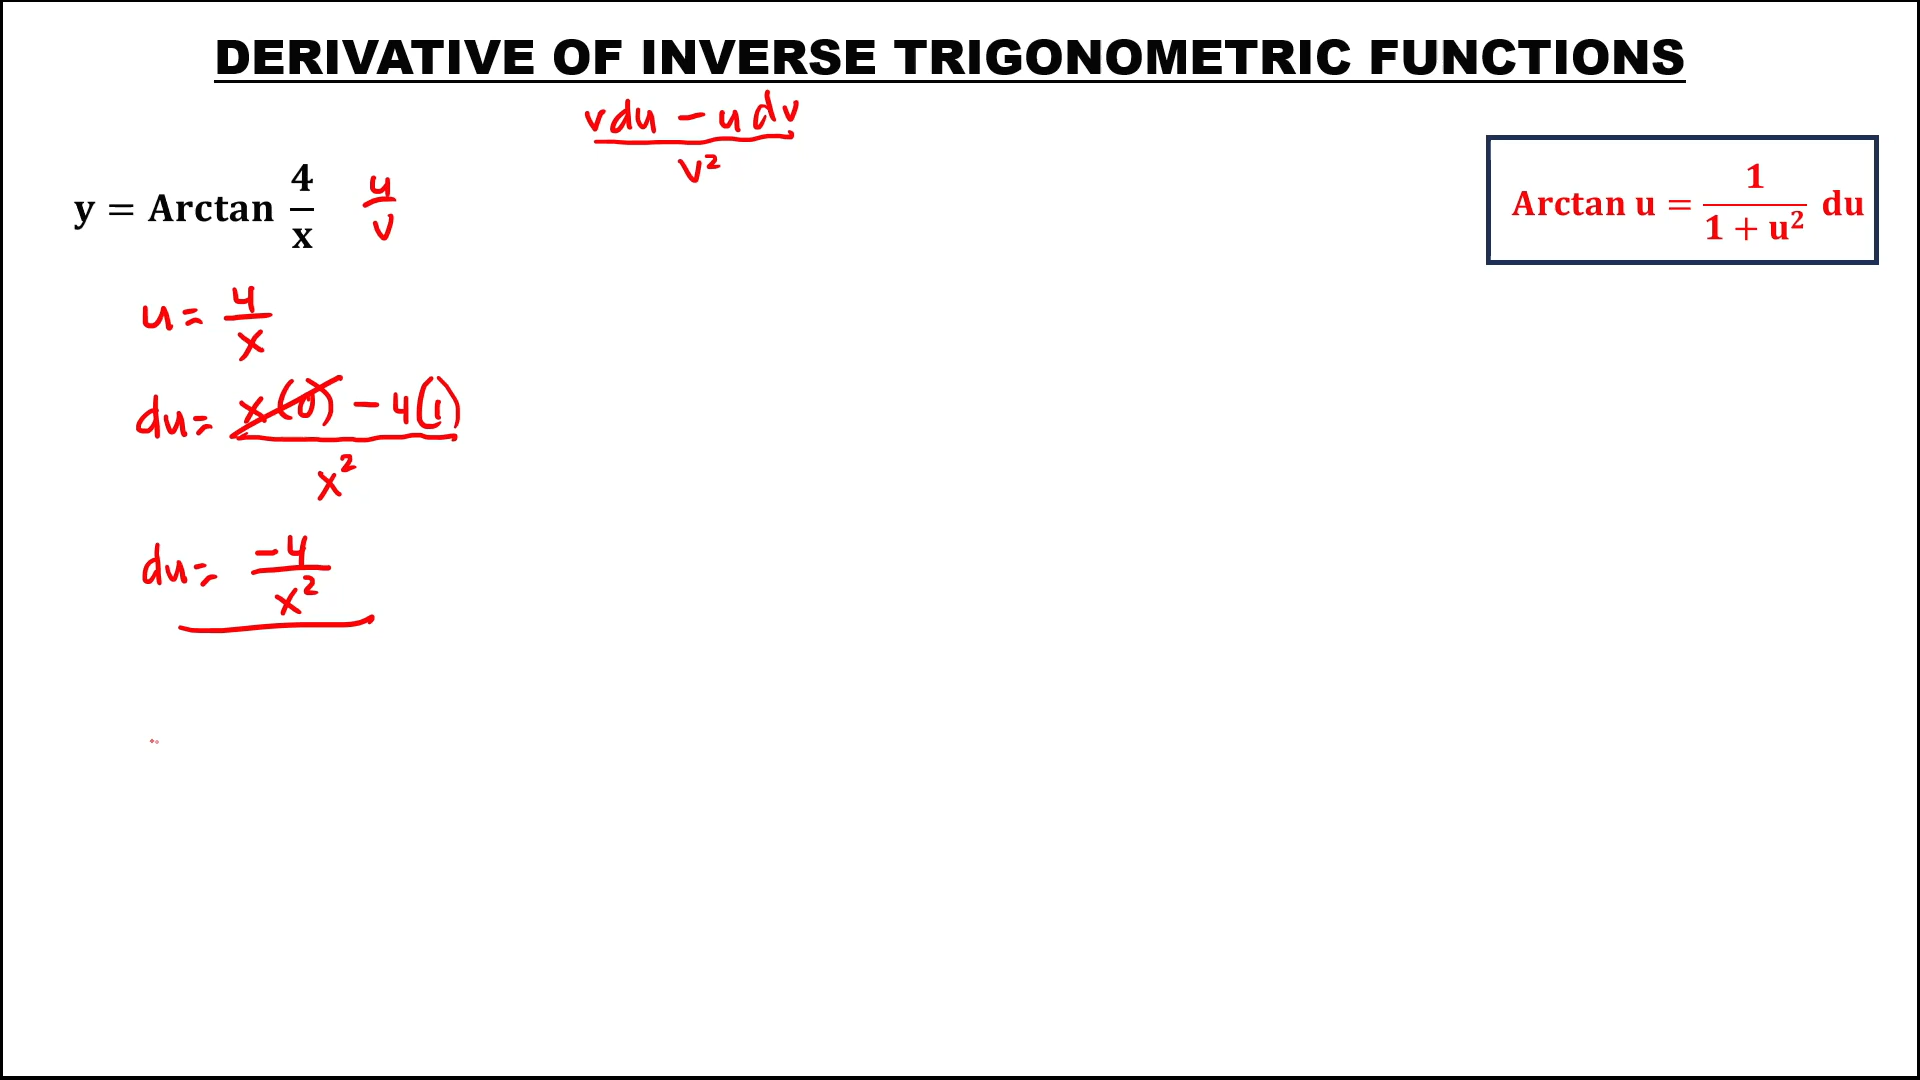 DERIVATIVE OF INVERSE TRIGONOMETRIC FUNCTIONS
vdu - u dv
v²
y = Arctan 4/x
u/v
Arctan u = 1/(1 + u²) du
u = 4/x
du = x(0) - 4(1)
x²
du = -4/x²